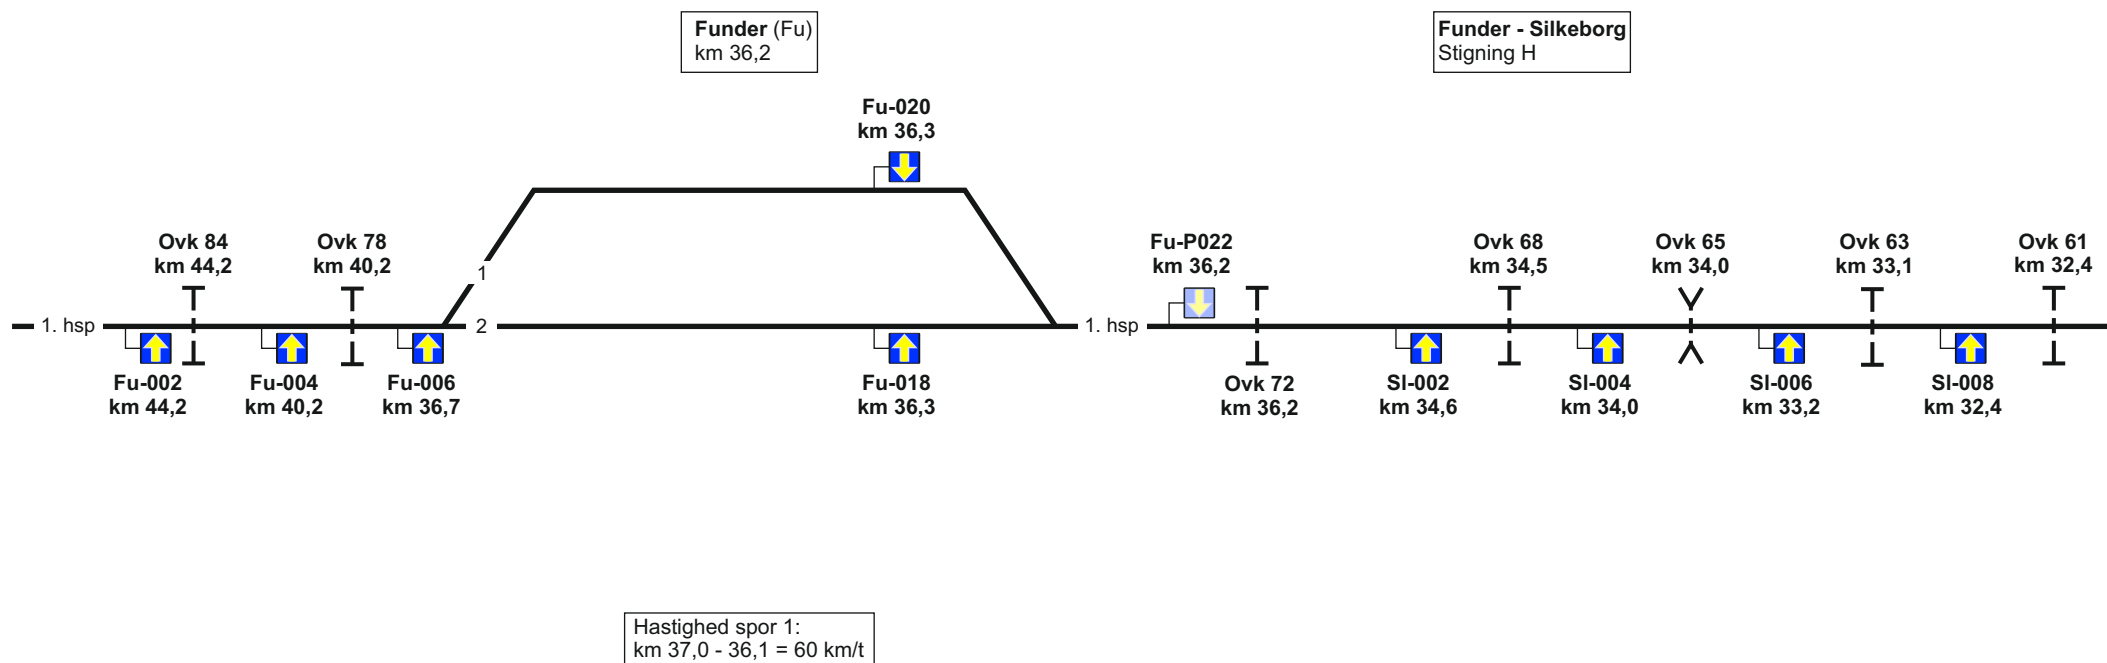 Funder (Fu)
km 36,2
Funder - Silkeborg
Stigning H
Fu-020
km 36,3
Ovk 84
km 44,2
Ovk 78
km 40,2
Fu-P022
km 36,2
Ovk 68
km 34,5
Ovk 65
km 34,0
Ovk 63
km 33,1
Ovk 61
km 32,4
1
1. hsp
2
1. hsp
Fu-002
km 44,2
Fu-004
km 40,2
Fu-006
km 36,7
Fu-018
km 36,3
Ovk 72
km 36,2
SI-002
km 34,6
SI-004
km 34,0
SI-006
km 33,2
SI-008
km 32,4
Hastighed spor 1:
km 37,0 - 36,1 = 60 km/t